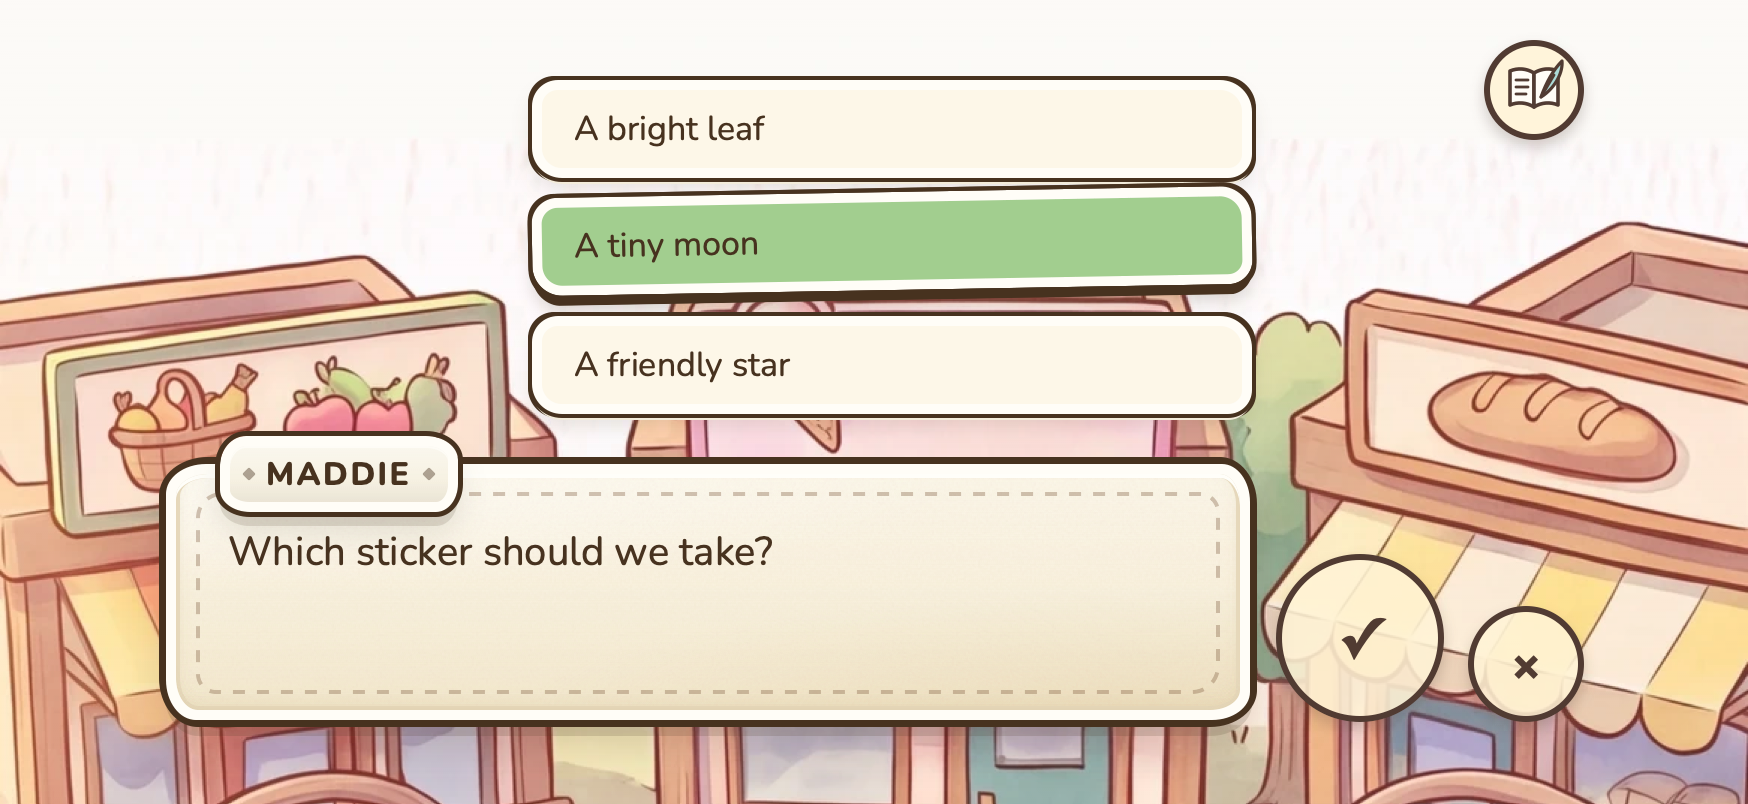 A bright leaf
A tiny moon
A friendly star
MADDIE
Which sticker should we take?